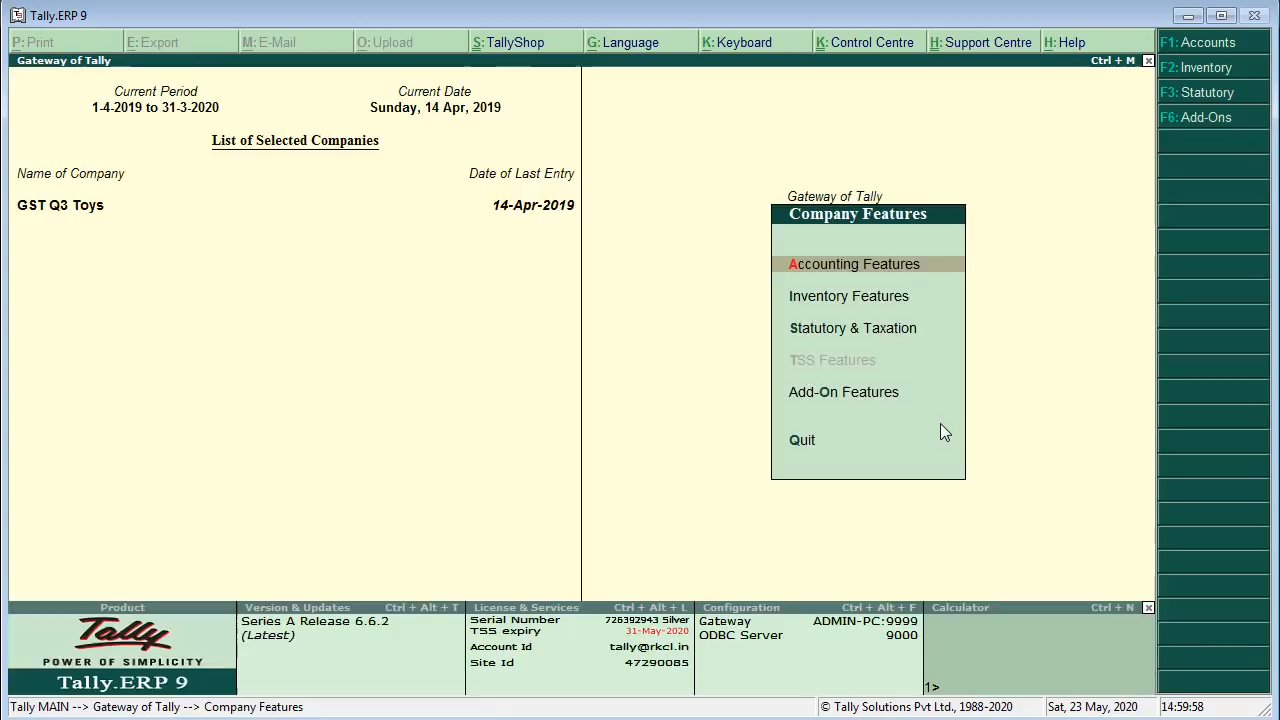 Tally.ERP 9
P: Print
E: Export
M: E-Mail
O: Upload
S: TallyShop
G: Language
K: Keyboard
K: Control Centre
H: Support Centre
H: Help
F1: Accounts
F2: Inventory
F3: Statutory
F6: Add-Ons
Gateway of Tally
Ctrl + M
Current Period
1-4-2019 to 31-3-2020
Current Date
Sunday, 14 Apr, 2019
List of Selected Companies
Name of Company
Date of Last Entry
GST Q3 Toys
14-Apr-2019
Gateway of Tally
Company Features
Accounting Features
Inventory Features
Statutory & Taxation
TSS Features
Add-On Features
Quit
Product
Tally
POWER OF SIMPLICITY
Tally.ERP 9
Version & Updates Ctrl + Alt + T
Series A Release 6.6.2
(Latest)
License & Services Ctrl + Alt + L
Serial Number 726392943 Silver
TSS expiry 31-May-2020
Account Id tally@rkcl.in
Site Id 47290085
Configuration Ctrl + Alt + F
Gateway ADMIN-PC:9999
ODBC Server 9000
Calculator Ctrl + N
1>
Tally MAIN --> Gateway of Tally --> Company Features
© Tally Solutions Pvt Ltd., 1988-2020
Sat, 23 May, 2020
14:59:58